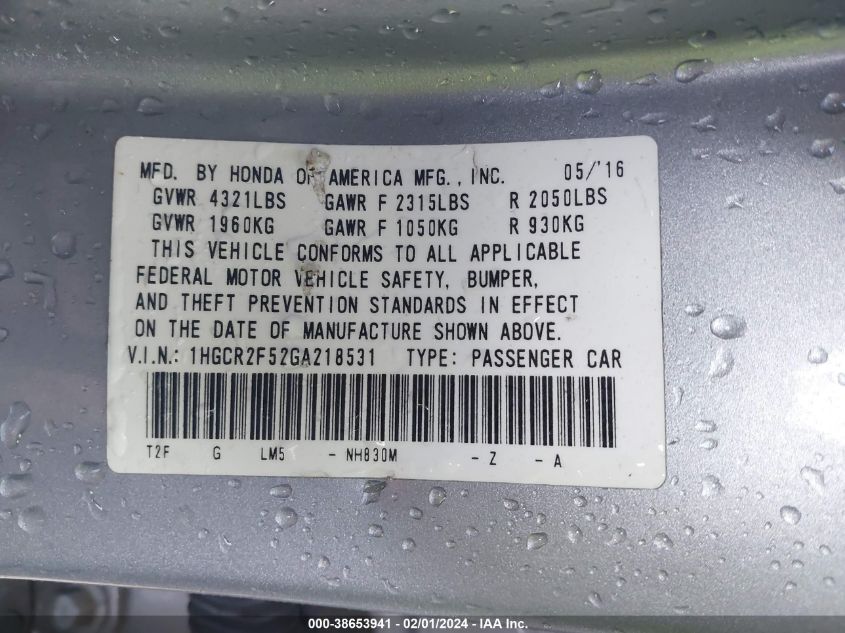 MFD. BY HONDA OF AMERICA MFG., INC. 05/'16
GVWR 4321LBS GAWR F 2315LBS R 2050LBS
GVWR 1960KG GAWR F 1050KG R 930KG
THIS VEHICLE CONFORMS TO ALL APPLICABLE
FEDERAL MOTOR VEHICLE SAFETY, BUMPER,
AND THEFT PREVENTION STANDARDS IN EFFECT
ON THE DATE OF MANUFACTURE SHOWN ABOVE.
V.I.N.: 1HGCR2F52GA218531 TYPE: PASSENGER CAR
T2F G LM5 - NH830M - Z - A
000-38653941 - 02/01/2024 - IAA Inc.